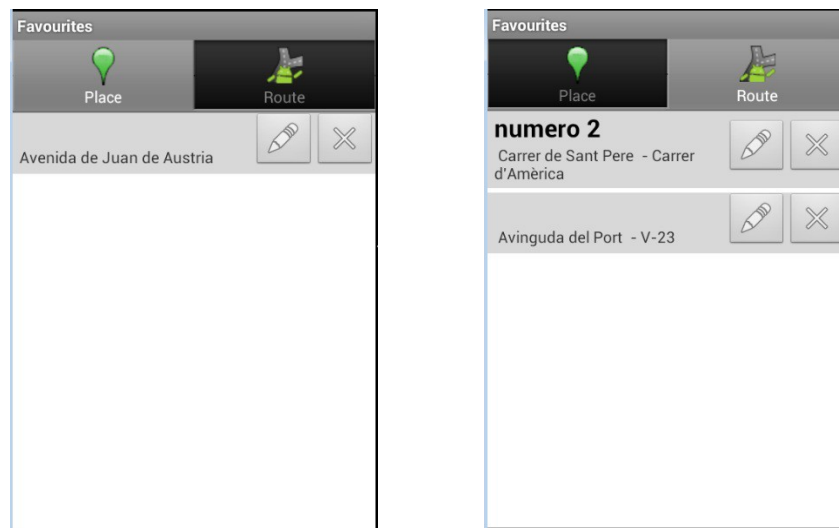 Favourites
Place Route
Avenida de Juan de Austria
Favourites
Place Route
numero 2
Carrer de Sant Pere - Carrer
d'Amèrica
Avinguda del Port - V-23